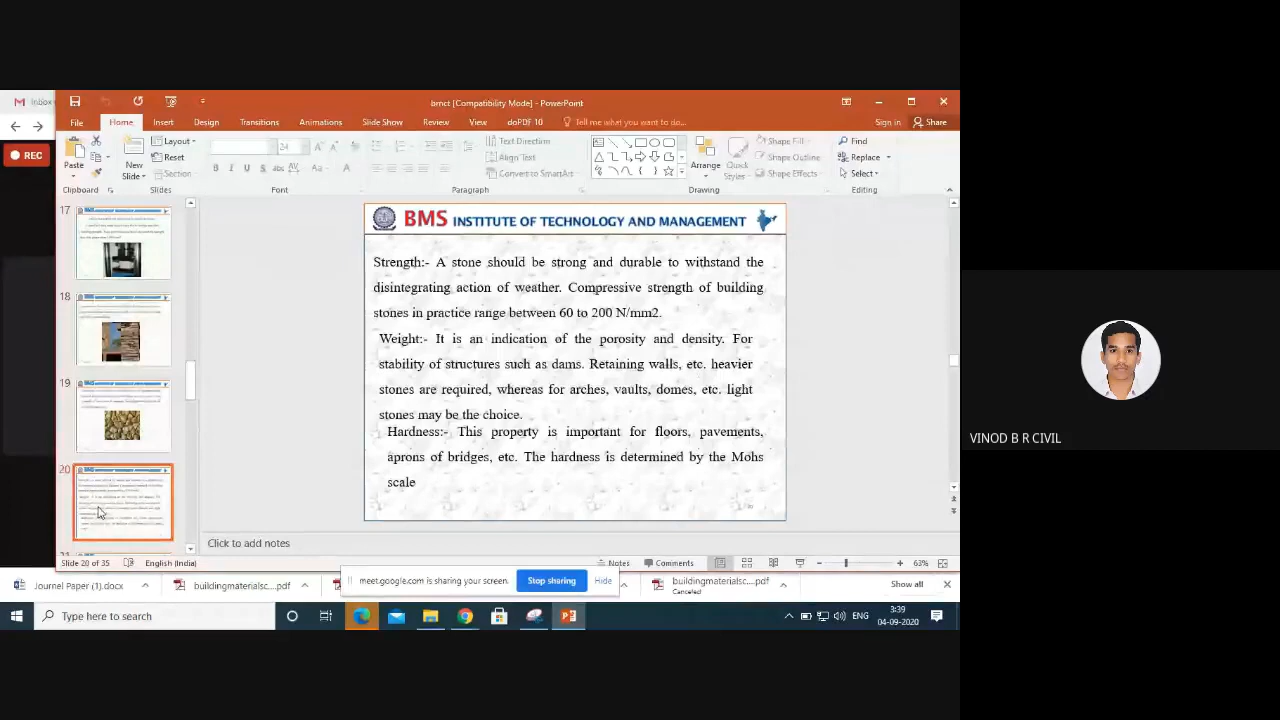 Inbox
brnct [Compatibility Mode] - PowerPoint
File Home Insert Design Transitions Animations Slide Show Review View doPDF 10 Tell me what you want to do... Sign in Share
REC
Paste
New
Slide
Layout
Reset
Section
24
Text Direction
Align Text
Convert to SmartArt
Arrange
Quick
Styles
Shape Fill
Shape Outline
Shape Effects
Find
Replace
Select
Clipboard Slides Font Paragraph Drawing Editing
17
18
19
20
21
BMS INSTITUTE OF TECHNOLOGY AND MANAGEMENT
Strength:- A stone should be strong and durable to withstand the
disintegrating action of weather. Compressive strength of building
stones in practice range between 60 to 200 N/mm2.
Weight:- It is an indication of the porosity and density. For
stability of structures such as dams. Retaining walls, etc. heavier
stones are required, whereas for arches, vaults, domes, etc. light
stones may be the choice.
Hardness:- This property is important for floors, pavements,
aprons of bridges, etc. The hardness is determined by the Mohs
scale
Click to add notes
Slide 20 of 35 English (India) Notes Comments 63%
Journal Paper (1).docx
buildingmaterialsc....pdf
meet.google.com is sharing your screen. Stop sharing Hide
buildingmaterialsc....pdf
Canceled
Show all
Type here to search
ENG
3:39
04-09-2020
VINOD B R CIVIL